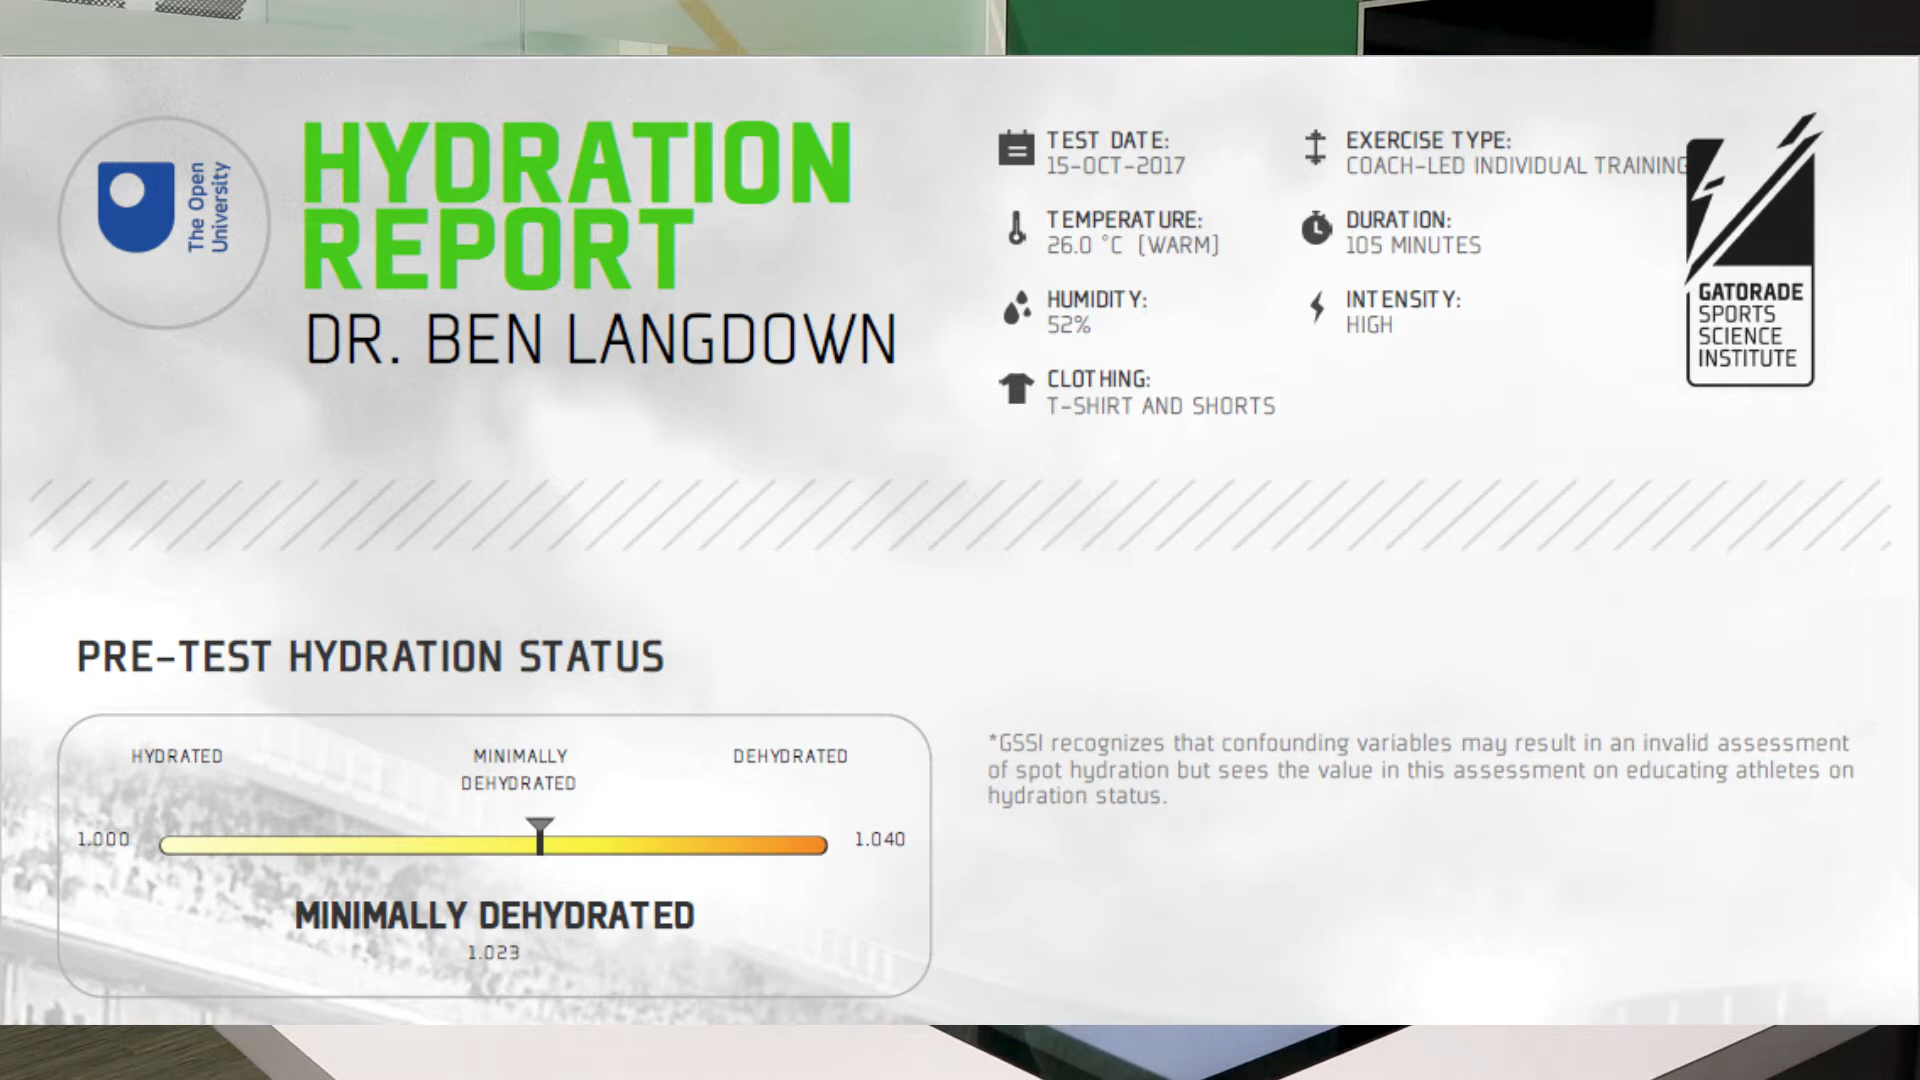 The Open
University
HYDRATION
REPORT
DR. BEN LANGDOWN
TEST DATE:
15-OCT-2017
TEMPERATURE:
26.0 °C [WARM]
HUMIDITY:
52%
CLOTHING:
T-SHIRT AND SHORTS
EXERCISE TYPE:
COACH-LED INDIVIDUAL TRAINING
DURATION:
105 MINUTES
INTENSITY:
HIGH
GATORADE
SPORTS
SCIENCE
INSTITUTE
PRE-TEST HYDRATION STATUS
HYDRATED
MINIMALLY
DEHYDRATED
DEHYDRATED
1.000
1.040
MINIMALLY DEHYDRATED
1.023
*GSSI recognizes that confounding variables may result in an invalid assessment
of spot hydration but sees the value in this assessment on educating athletes on
hydration status.